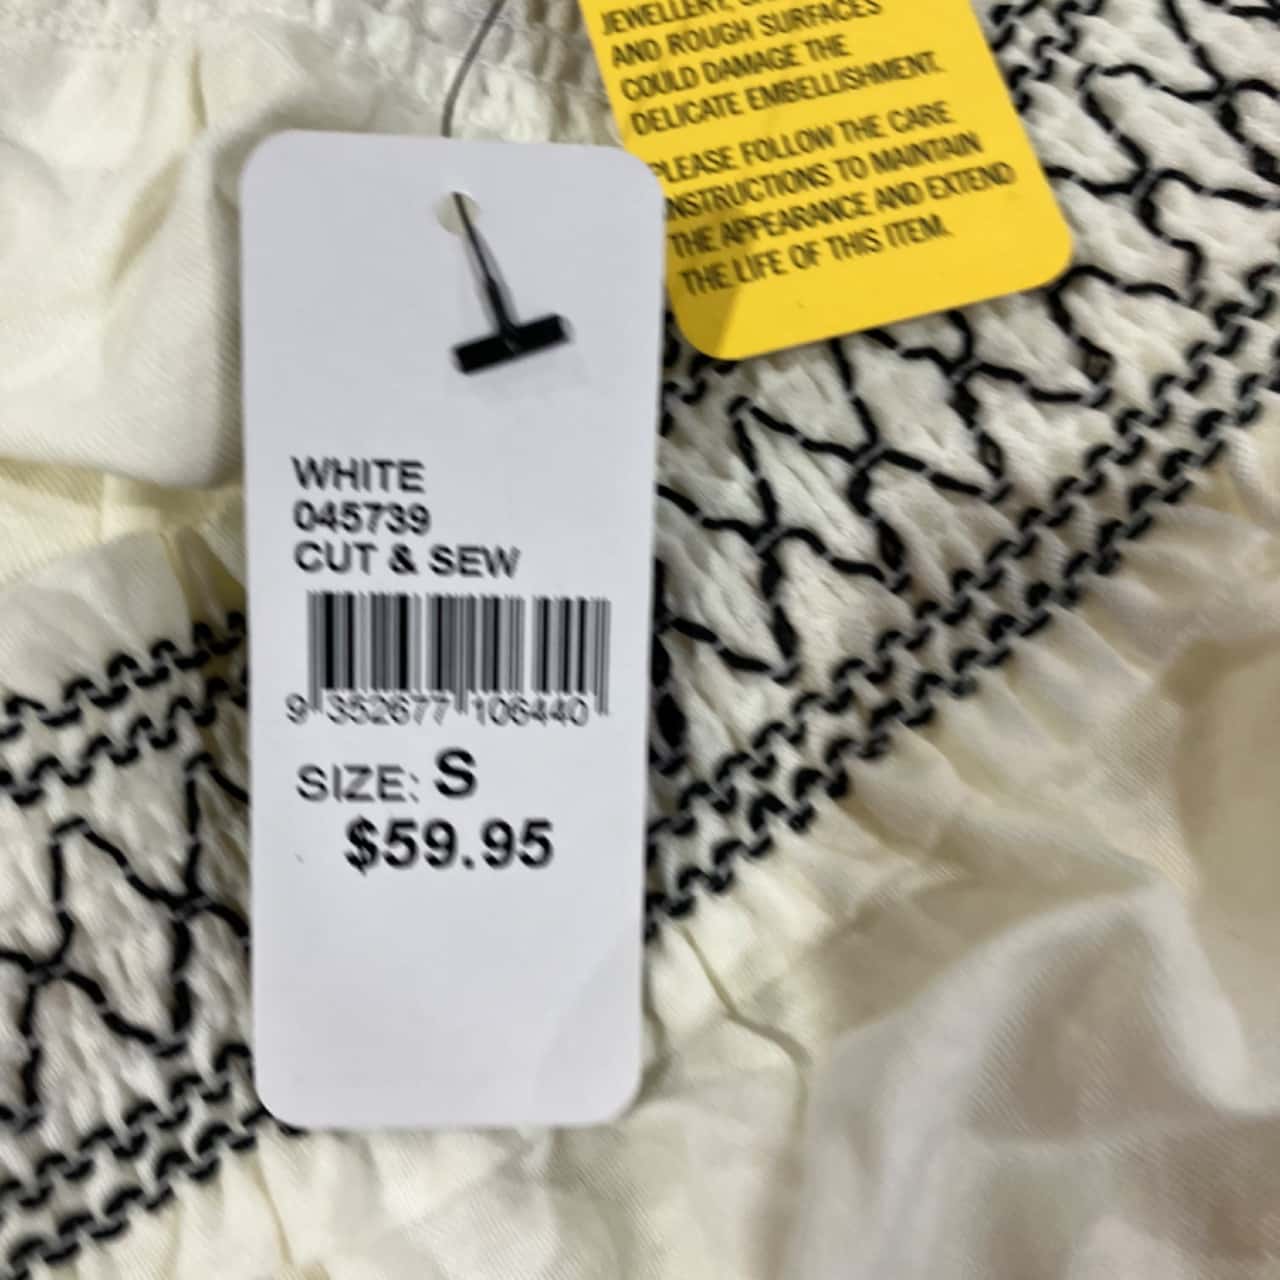 JEWELLERY,
AND ROUGH SURFACES
COULD DAMAGE THE
DELICATE EMBELLISHMENT.
PLEASE FOLLOW THE CARE
INSTRUCTIONS TO MAINTAIN
THE APPEARANCE AND EXTEND
THE LIFE OF THIS ITEM.
WHITE
045739
CUT & SEW
9 352677 106440
SIZE: S
$59.95